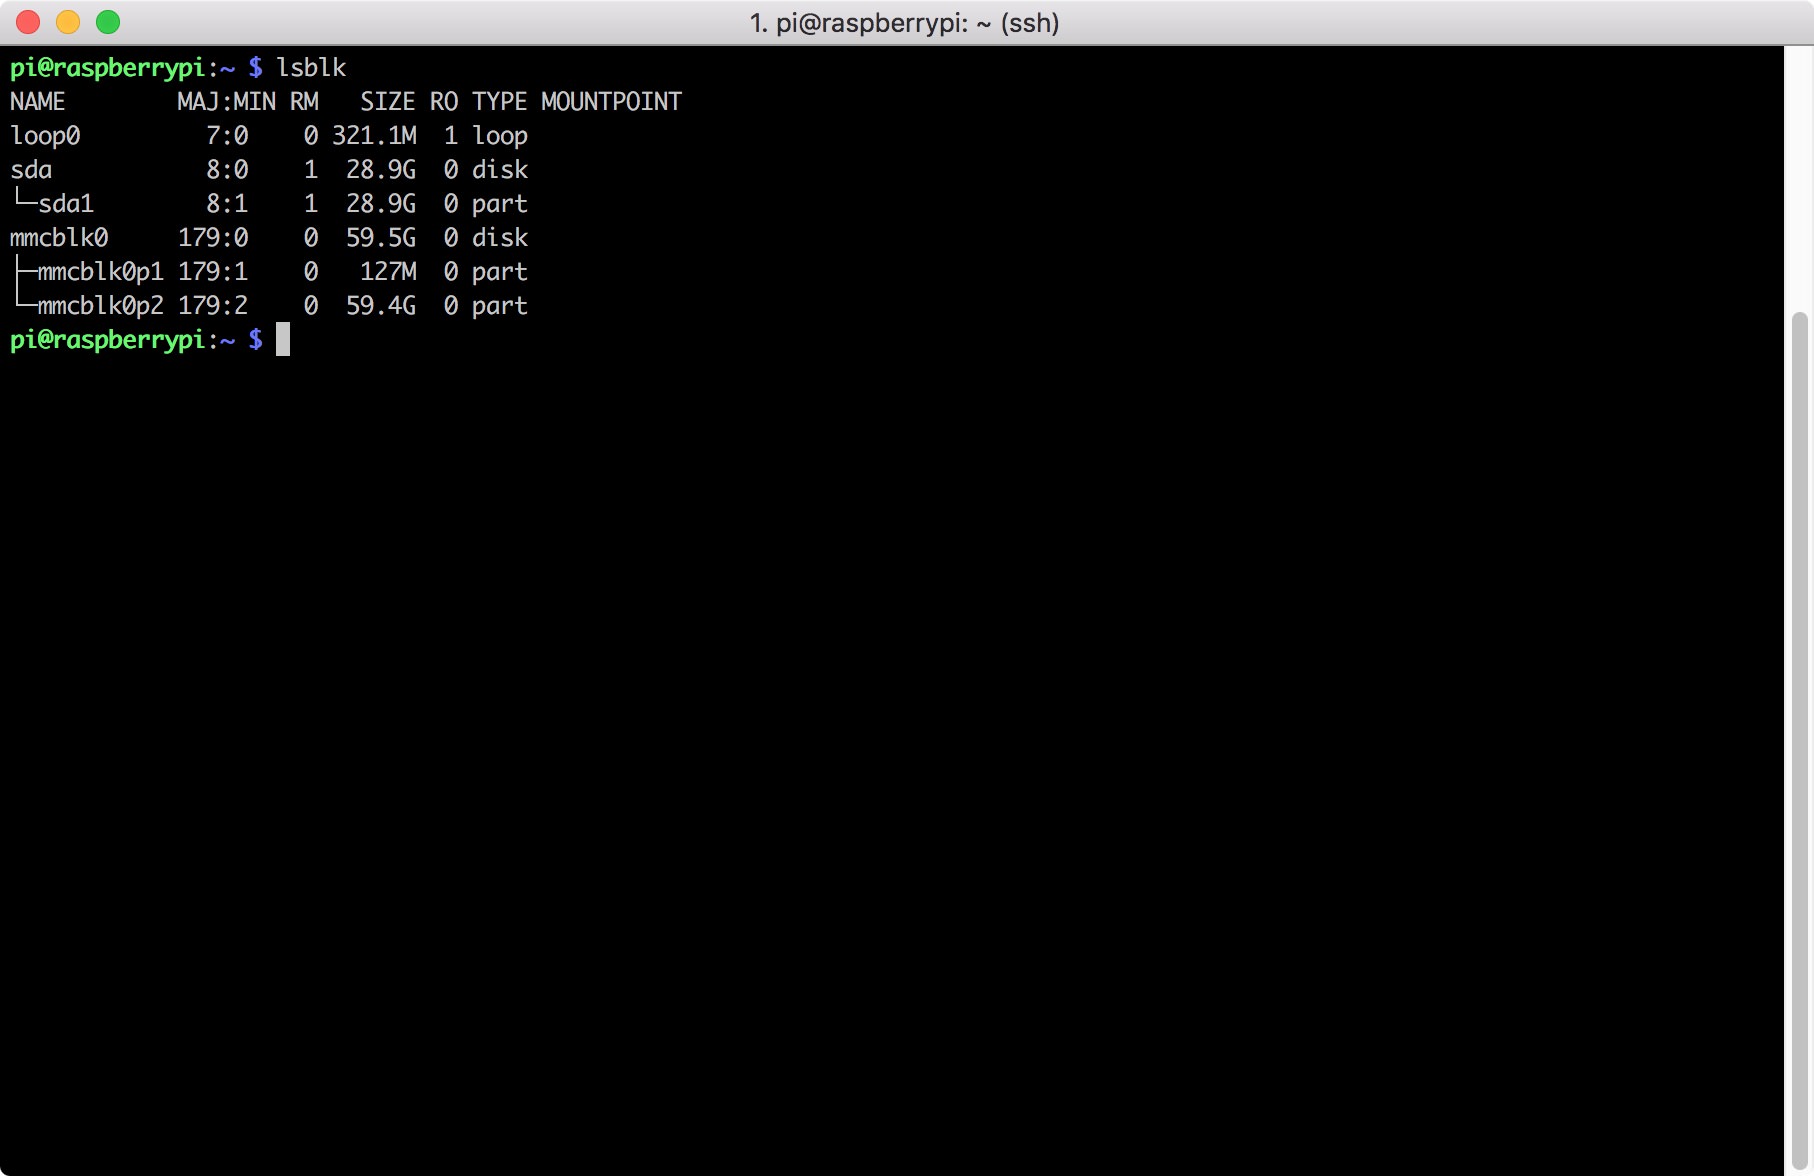 1. pi@raspberrypi: ~ (ssh)
pi@raspberrypi:~ $ lsblk
NAME        MAJ:MIN RM   SIZE RO TYPE MOUNTPOINT
loop0         7:0    0 321.1M  1 loop
sda           8:0    1  28.9G  0 disk
└─sda1        8:1    1  28.9G  0 part
mmcblk0     179:0    0  59.5G  0 disk
├─mmcblk0p1 179:1    0   127M  0 part
└─mmcblk0p2 179:2    0  59.4G  0 part
pi@raspberrypi:~ $